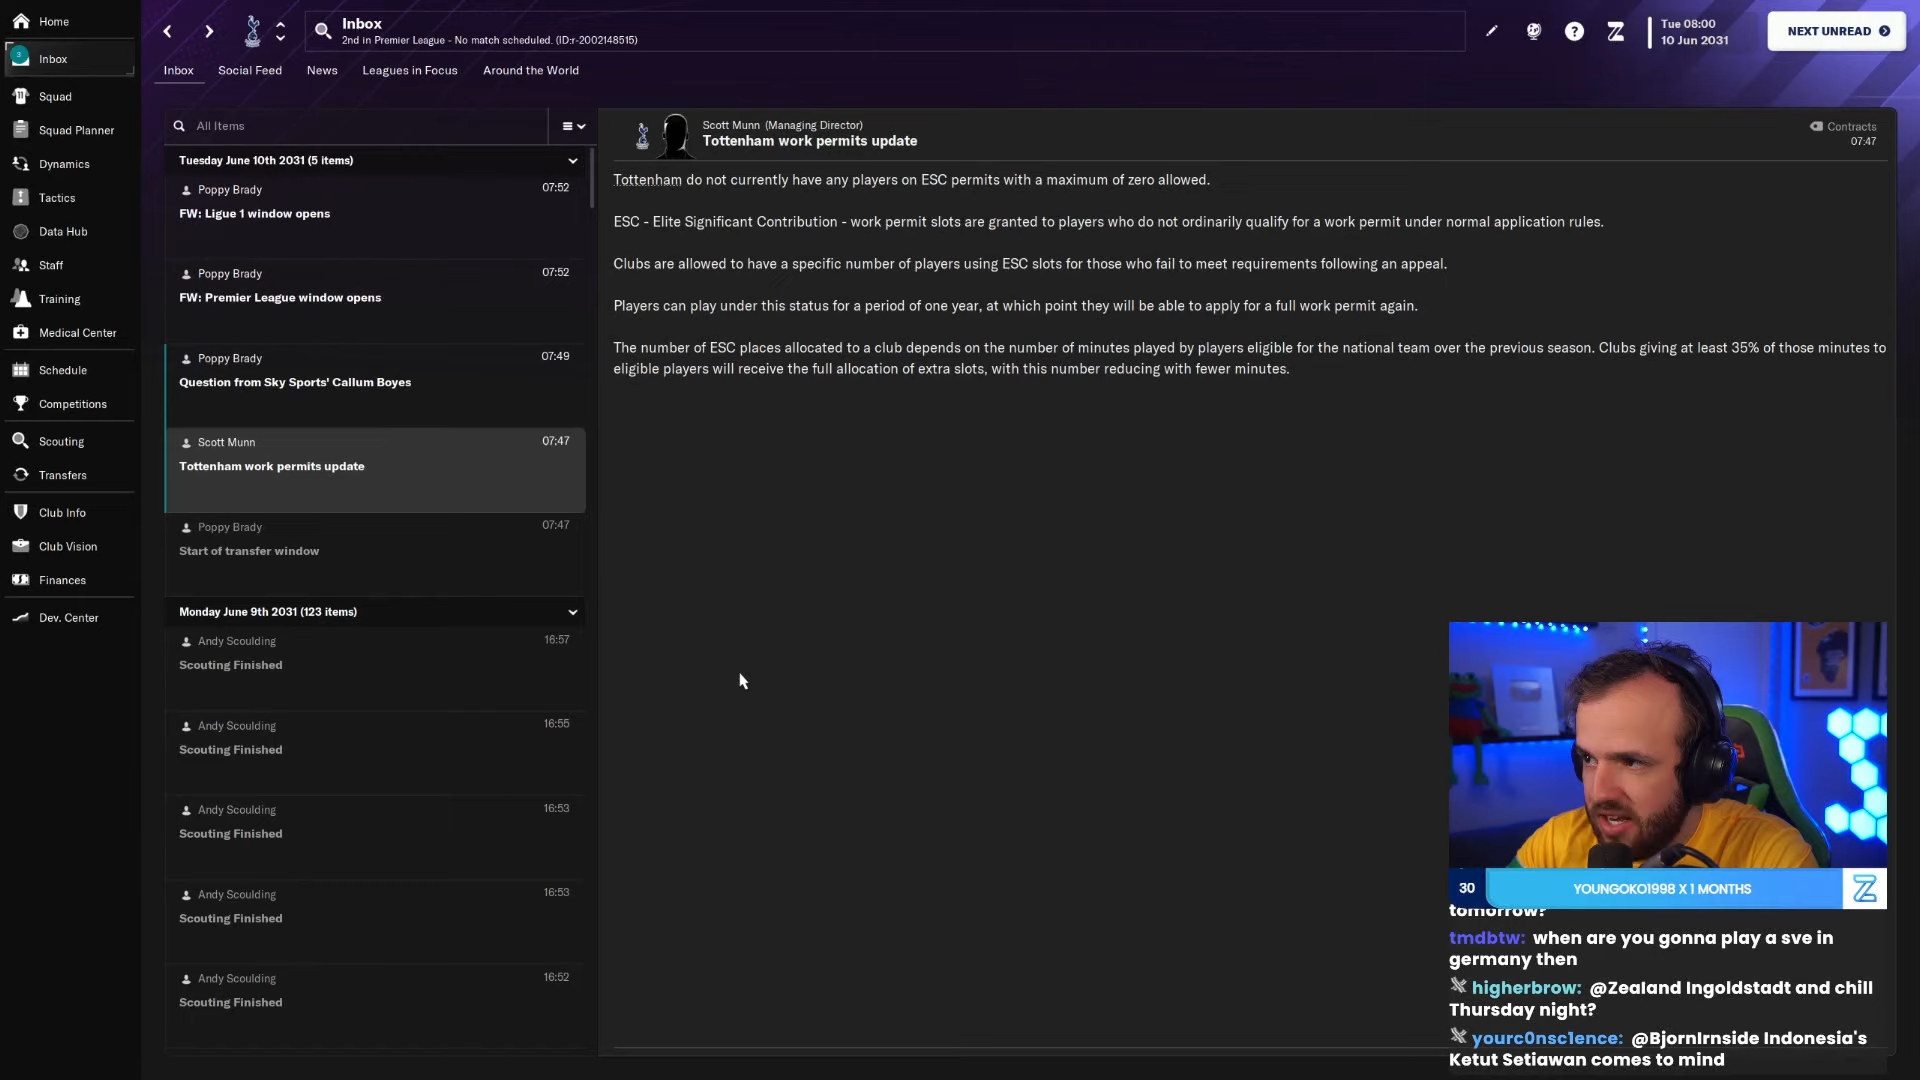 Home
Inbox
3
Squad
Squad Planner
Dynamics
Tactics
Data Hub
Staff
Training
Medical Center
Schedule
Competitions
Scouting
Transfers
Club Info
Club Vision
Finances
Dev. Center
Inbox
2nd in Premier League - No match scheduled. (ID:r-2002148515)
Tue 08:00
10 Jun 2031
NEXT UNREAD
Inbox
Social Feed
News
Leagues in Focus
Around the World
All Items
Tuesday June 10th 2031 (5 items)
Poppy Brady
07:52
FW: Ligue 1 window opens
Poppy Brady
07:52
FW: Premier League window opens
Poppy Brady
07:49
Question from Sky Sports' Callum Boyes
Scott Munn
07:47
Tottenham work permits update
Poppy Brady
07:47
Start of transfer window
Monday June 9th 2031 (123 items)
Andy Scoulding
16:57
Scouting Finished
Andy Scoulding
16:55
Scouting Finished
Andy Scoulding
16:53
Scouting Finished
Andy Scoulding
16:53
Scouting Finished
Andy Scoulding
16:52
Scouting Finished
Scott Munn (Managing Director)
Tottenham work permits update
Contracts
07:47
Tottenham do not currently have any players on ESC permits with a maximum of zero allowed.
ESC - Elite Significant Contribution - work permit slots are granted to players who do not ordinarily qualify for a work permit under normal application rules.
Clubs are allowed to have a specific number of players using ESC slots for those who fail to meet requirements following an appeal.
Players can play under this status for a period of one year, at which point they will be able to apply for a full work permit again.
The number of ESC places allocated to a club depends on the number of minutes played by players eligible for the national team over the previous season. Clubs giving at least 35% of those minutes to
eligible players will receive the full allocation of extra slots, with this number reducing with fewer minutes.
30
YOUNGOKO1998 X 1 MONTHS
tomorrow?
tmdbtw: when are you gonna play a sve in
germany then
higherbrow: @Zealand Ingoldstadt and chill
Thursday night?
yourc0nsc1ence: @BjornIrnside Indonesia's
Ketut Setiawan comes to mind